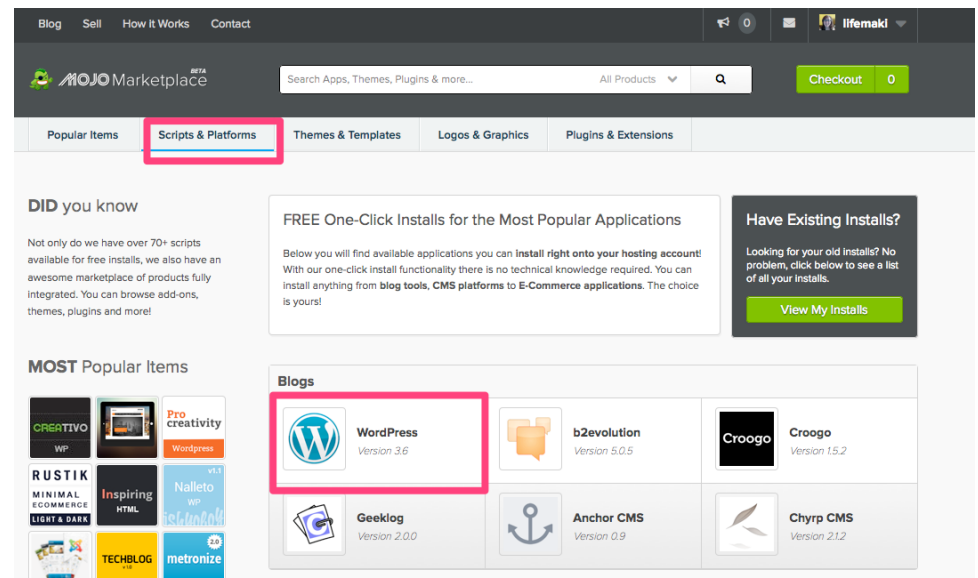 Blog Sell How It Works Contact
0 lifemakl
MOJO Marketplace BETA
Search Apps, Themes, Plugins & more... All Products
Checkout 0
Popular Items Scripts & Platforms Themes & Templates Logos & Graphics Plugins & Extensions
DID you know
Not only do we have over 70+ scripts
available for free installs, we also have an
awesome marketplace of products fully
integrated. You can browse add-ons,
themes, plugins and more!
FREE One-Click Installs for the Most Popular Applications
Below you will find available applications you can install right onto your hosting account!
With our one-click install functionality there is no technical knowledge required. You can
install anything from blog tools, CMS platforms to E-Commerce applications. The choice
is yours!
Have Existing Installs?
Looking for your old installs? No
problem, click below to see a list
of all your installs.
View My Installs
MOST Popular Items
CREATIVO
WP
Pro
creativity
Wordpress
RUSTIK
MINIMAL
ECOMMERCE
LIGHT & DARK
Inspiring
HTML
v1.1
Nalleto
WP
TECHBLOG
v 1.8
2.0
metronize
Blogs
WordPress
Version 3.6
b2evolution
Version 5.0.5
Croogo
Croogo
Version 1.5.2
Geeklog
Version 2.0.0
Anchor CMS
Version 0.9
Chyrp CMS
Version 2.1.2